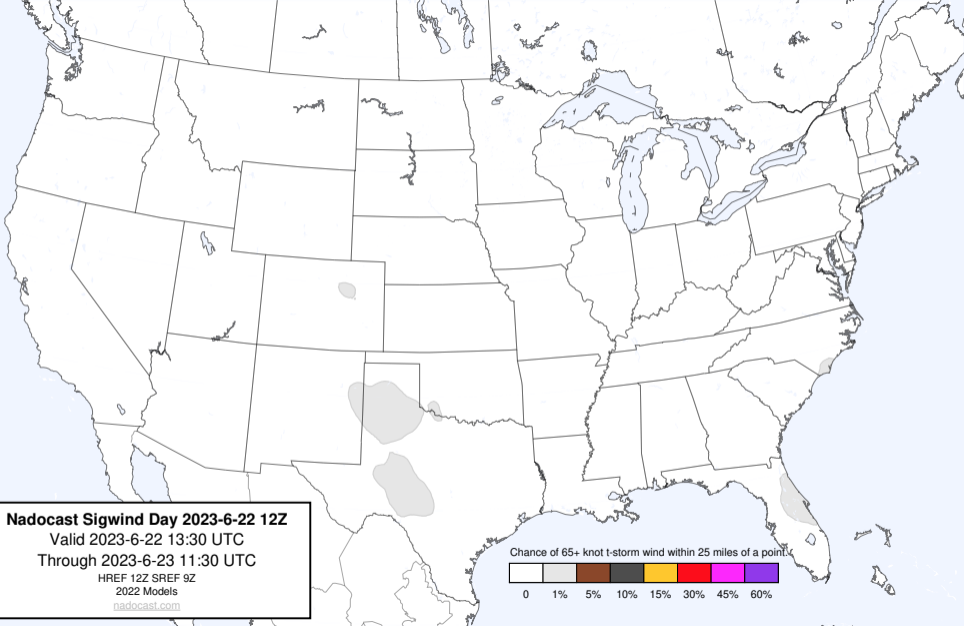 Nadocast Sigwind Day 2023-6-22 12Z
Valid 2023-6-22 13:30 UTC
Through 2023-6-23 11:30 UTC
HREF 12Z SREF 9Z
2022 Models
nadocast.com
Chance of 65+ knot t-storm wind within 25 miles of a point.
0 1% 5% 10% 15% 30% 45% 60%